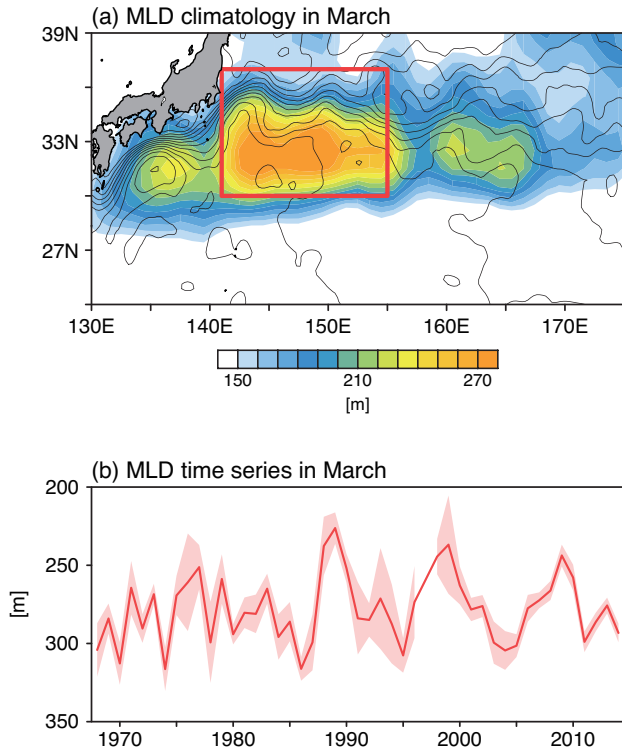 (a) MLD climatology in March
39N
33N
27N
130E 140E 150E 160E 170E
150 210 270
[m]
(b) MLD time series in March
200
250
300
350
[m]
1970 1980 1990 2000 2010